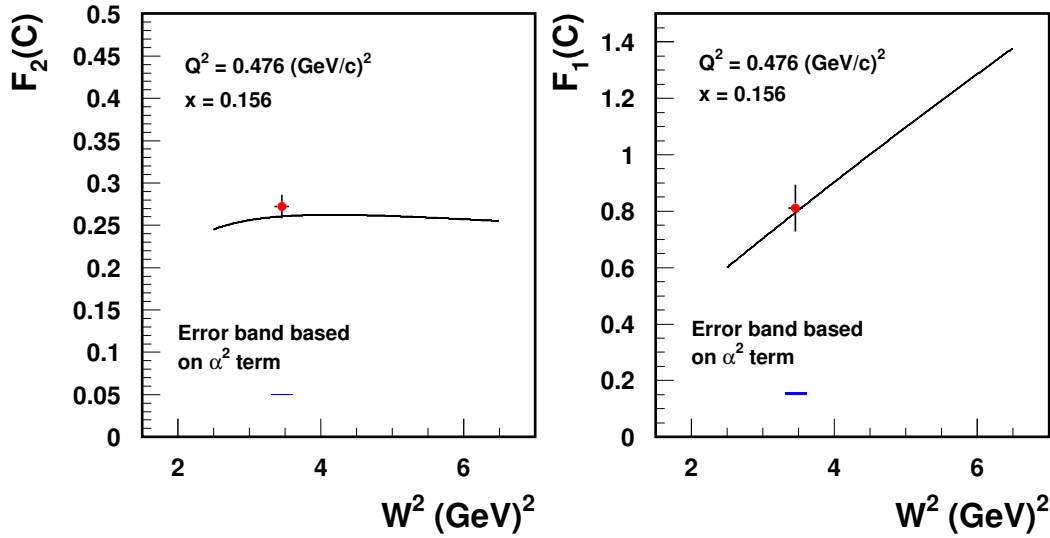 F₂(C)
0.5
0.45
0.4
0.35
0.3
0.25
0.2
0.15
0.1
0.05
0
Q² = 0.476 (GeV/c)²
x = 0.156
Error band based
on α² term
2 4 6
W² (GeV)²
F₁(C)
1.4
1.2
1
0.8
0.6
0.4
0.2
0
Q² = 0.476 (GeV/c)²
x = 0.156
Error band based
on α² term
2 4 6
W² (GeV)²